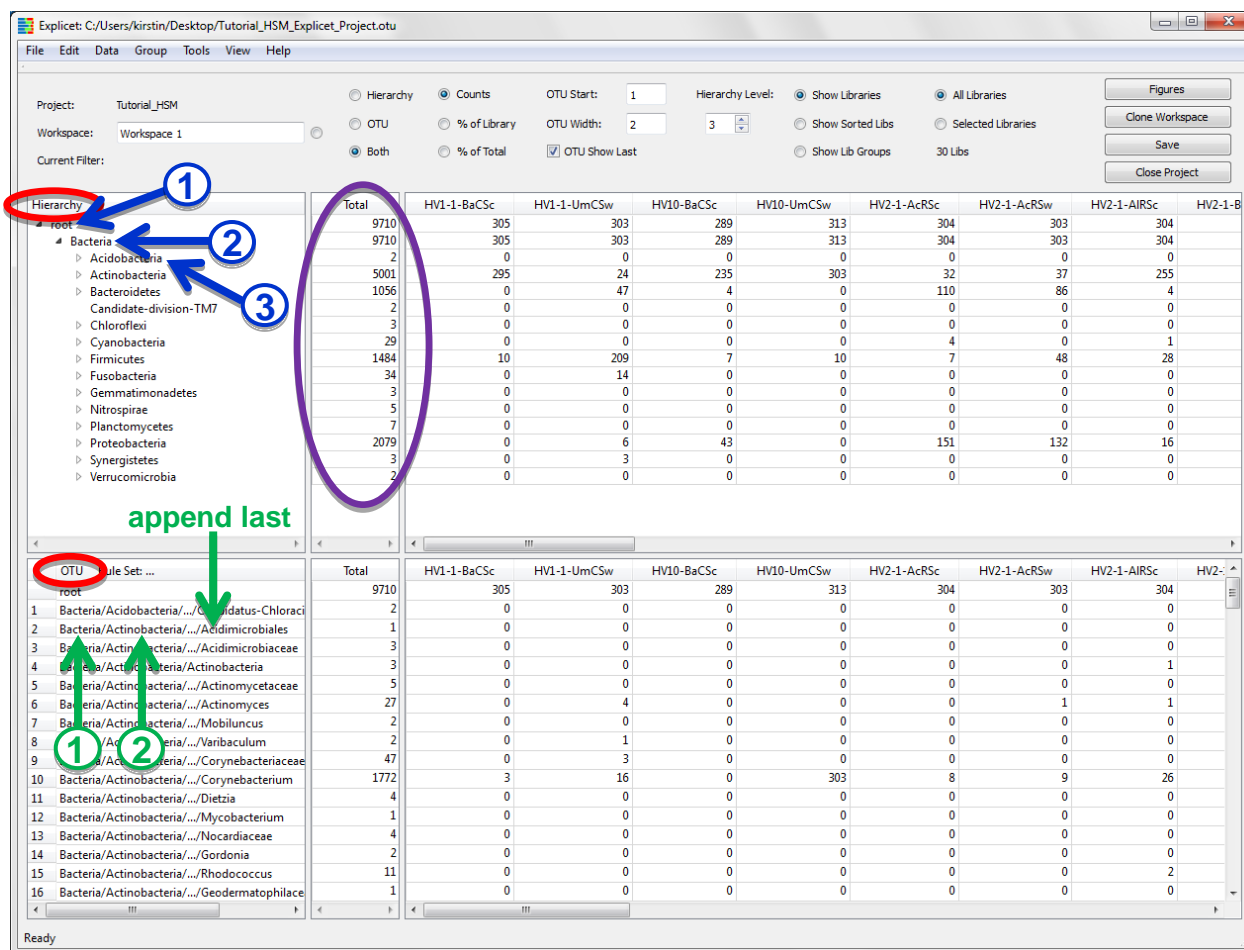 Explicet: C:/Users/kirstin/Desktop/Tutorial_HSM_Explicet_Project.otu
File Edit Data Group Tools View Help
Hierarchy Counts OTU Start: 1 Hierarchy Level: Show Libraries All Libraries Figures
Project: Tutorial_HSM
OTU % of Library OTU Width: 2 3 Show Sorted Libs Selected Libraries Clone Workspace
Workspace: Workspace 1
Both % of Total OTU Show Last Show Lib Groups 30 Libs Save
Current Filter:
Close Project
1
Hierarchy Total HV1-1-BaCSc HV1-1-UmCSw HV10-BaCSc HV10-UmCSw HV2-1-AcRSc HV2-1-AcRSw HV2-1-AlRSc HV2-1-B
root 9710 305 303 289 313 304 303 304
Bacteria 9710 305 303 289 313 304 303 304
2
Acidobacteria 2 0 0 0 0 0 0 0
Actinobacteria 5001 295 24 235 303 32 37 255
Bacteroidetes 1056 0 47 4 0 110 86 4
3
Candidate-division-TM7 2 0 0 0 0 0 0 0
Chloroflexi 3 0 0 0 0 0 0 0
Cyanobacteria 29 0 0 0 0 4 0 1
Firmicutes 1484 10 209 7 10 7 48 28
Fusobacteria 34 0 14 0 0 0 0 0
Gemmatimonadetes 3 0 0 0 0 0 0 0
Nitrospirae 5 0 0 0 0 0 0 0
Planctomycetes 7 0 0 0 0 0 0 0
Proteobacteria 2079 0 6 43 0 151 132 16
Synergistetes 3 0 3 0 0 0 0 0
Verrucomicrobia 2 0 0 0 0 0 0 0
append last
OTU Set: ... Total HV1-1-BaCSc HV1-1-UmCSw HV10-BaCSc HV10-UmCSw HV2-1-AcRSc HV2-1-AcRSw HV2-1-AlRSc
root 9710 305 303 289 313 304 303 304
1 Bacteria/Acidobacteria/.../ 2 0 0 0 0 0 0 0
2 Bacteria/Actinobacteria/.../Acidimicrobiales 1 0 0 0 0 0 0 0
3 Bacteria/Actinobacteria/.../Acidimicrobiaceae 3 0 0 0 0 0 0 0
4 Bacteria/Actinobacteria/Actinobacteria 3 0 0 0 0 0 0 1
5 Bacteria/Actinobacteria/.../Actinomycetaceae 5 0 0 0 0 0 0 0
6 Bacteria/Actinobacteria/.../Actinomyces 27 0 4 0 0 0 1 1
7 Bacteria/Actinobacteria/.../Mobiluncus 2 0 0 0 0 0 0 0
8 /.../Varibaculum 2 0 1 0 0 0 0 0
1 2
9 /.../Corynebacteriaceae 47 0 3 0 0 0 0 0
10 Bacteria/Actinobacteria/.../Corynebacterium 1772 3 16 0 303 8 9 26
11 Bacteria/Actinobacteria/.../Dietzia 4 0 0 0 0 0 0 0
12 Bacteria/Actinobacteria/.../Mycobacterium 1 0 0 0 0 0 0 0
13 Bacteria/Actinobacteria/.../Nocardiaceae 4 0 0 0 0 0 0 0
14 Bacteria/Actinobacteria/.../Gordonia 2 0 0 0 0 0 0 0
15 Bacteria/Actinobacteria/.../Rhodococcus 11 0 0 0 0 0 0 2
16 Bacteria/Actinobacteria/.../Geodermatophilace 1 0 0 0 0 0 0 0
Ready